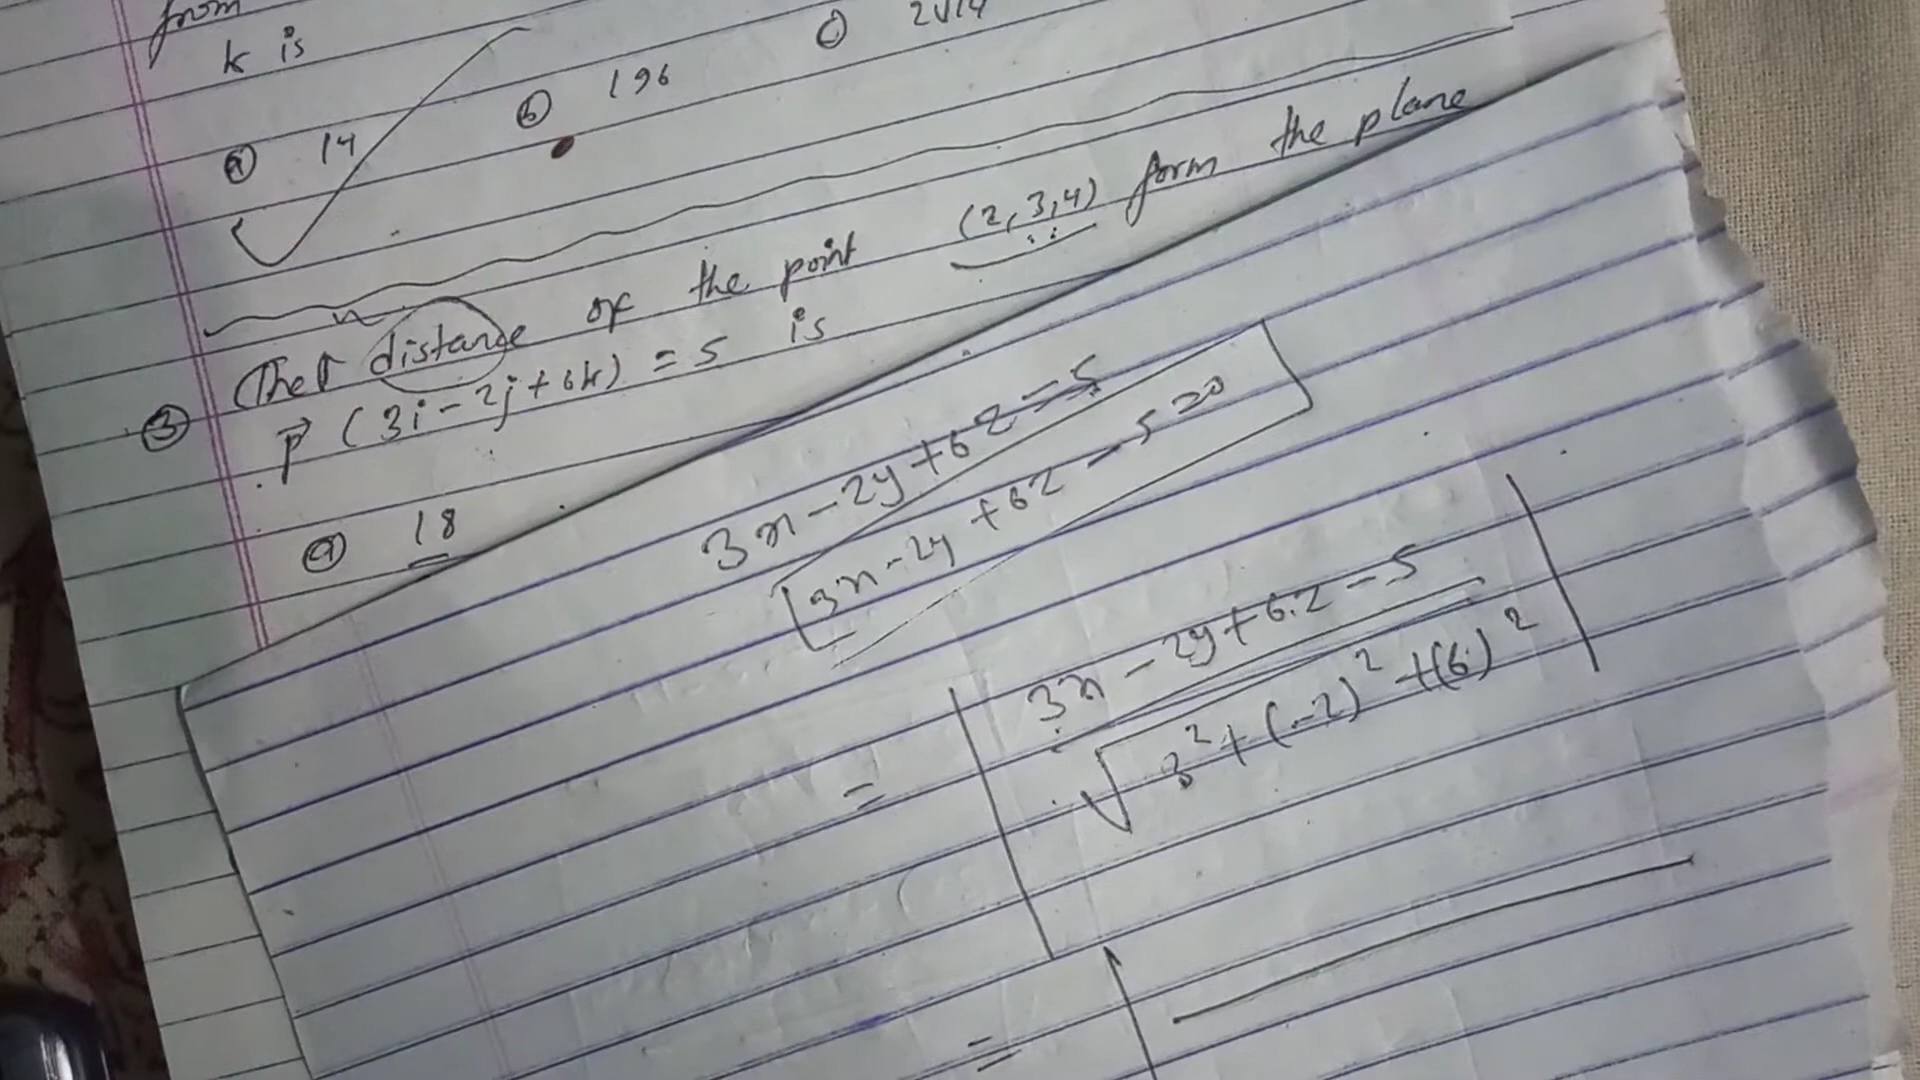 from
k is
ⓐ 14 ⓑ 196 ⓒ 2√14
③ The distance of the point (2,3,4) form the plane
p⃗ (3i - 2j + 6k) = 5 is
ⓐ 18
3x - 2y + 6z = 5
3x - 2y + 6z - 5 = 0
= | 3x - 2y + 6.z - 5
√3² + (-2)² + (6)² |
=